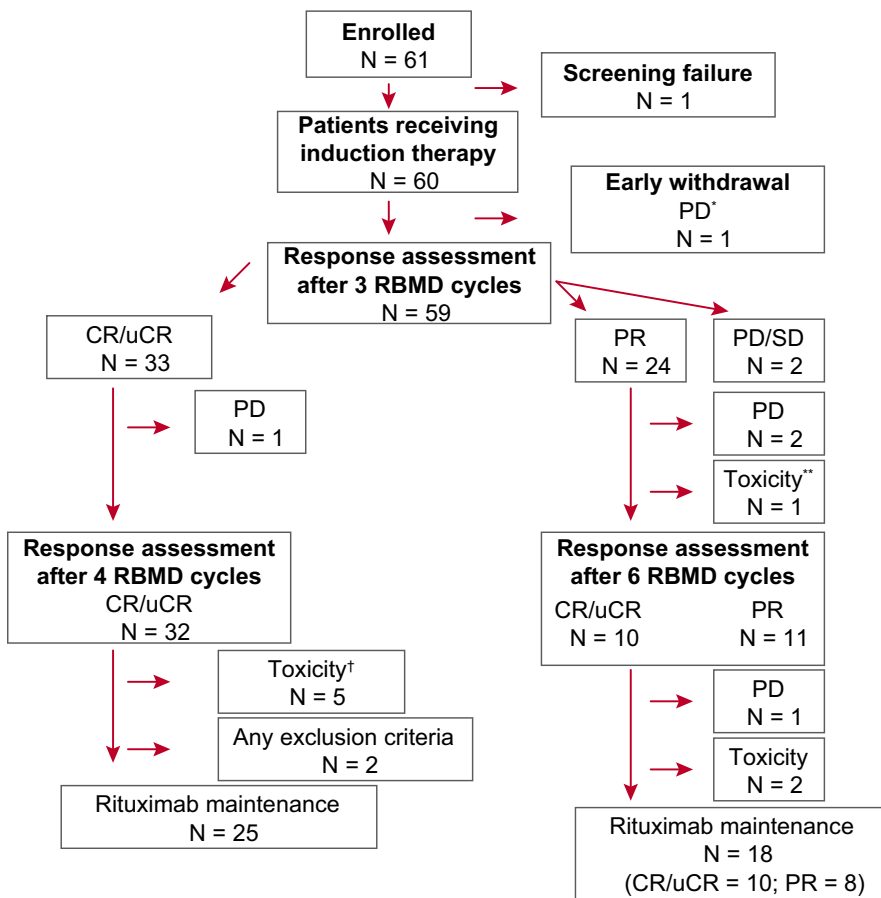 Enrolled
N = 61
Screening failure
N = 1
Patients receiving
induction therapy
N = 60
Early withdrawal
PD*
N = 1
Response assessment
after 3 RBMD cycles
N = 59
CR/uCR
N = 33
PD
N = 1
Response assessment
after 4 RBMD cycles
CR/uCR
N = 32
Toxicity†
N = 5
Any exclusion criteria
N = 2
Rituximab maintenance
N = 25
PR
N = 24
PD/SD
N = 2
PD
N = 2
Toxicity**
N = 1
Response assessment
after 6 RBMD cycles
CR/uCR PR
N = 10 N = 11
PD
N = 1
Toxicity
N = 2
Rituximab maintenance
N = 18
(CR/uCR = 10; PR = 8)